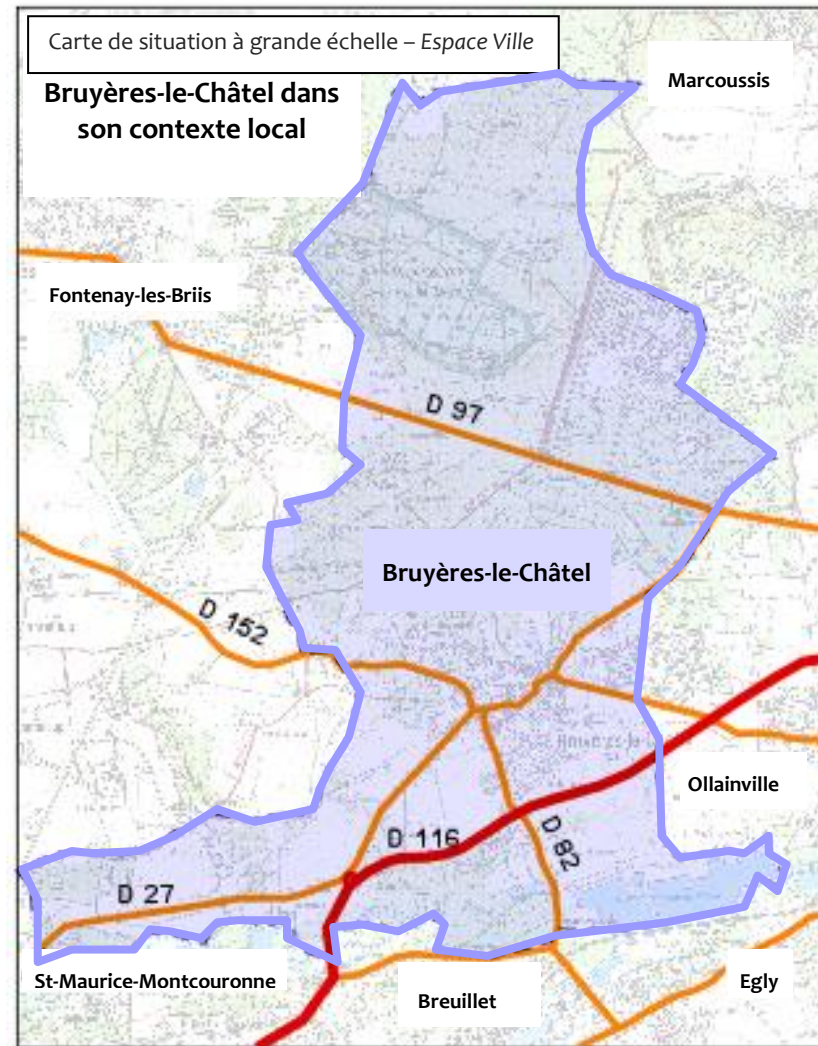 Carte de situation à grande échelle – Espace Ville
Bruyères-le-Châtel dans
son contexte local
Marcoussis
Fontenay-les-Briis
D 97
Bruyères-le-Châtel
D 152
Ollainville
D 116
D 82
D 27
St-Maurice-Montcouronne
Breuillet
Egly